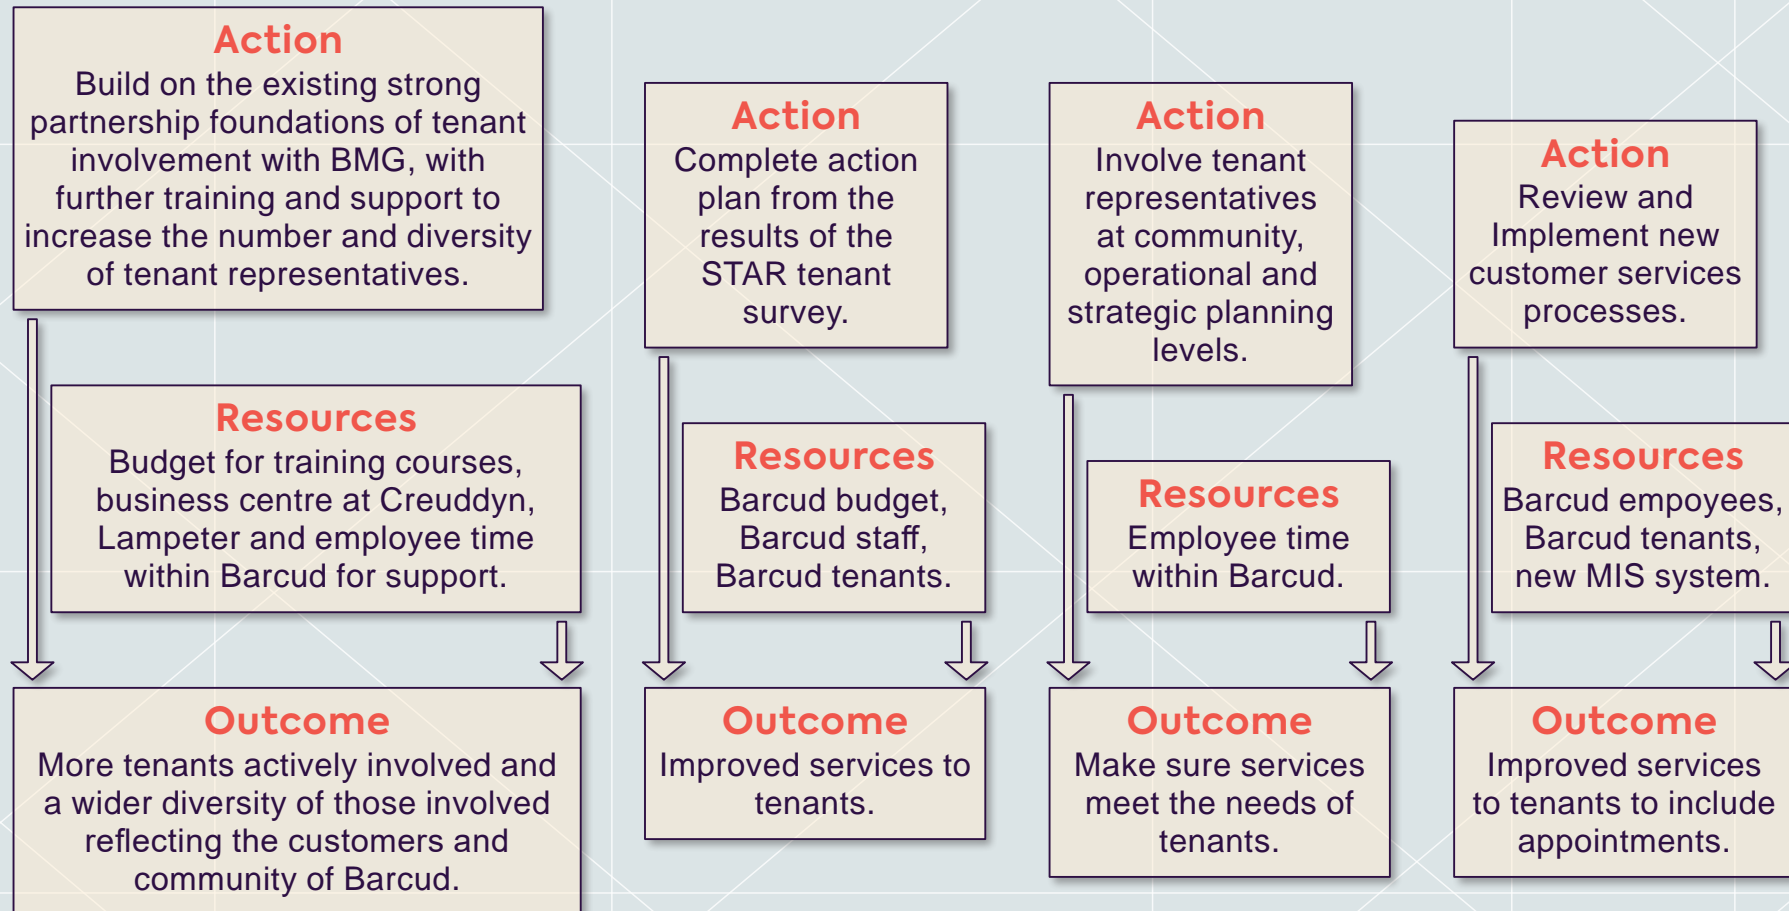 Action
Build on the existing strong
partnership foundations of tenant
involvement with BMG, with
further training and support to
increase the number and diversity
of tenant representatives.
Resources
Budget for training courses,
business centre at Creuddyn,
Lampeter and employee time
within Barcud for support.
Outcome
More tenants actively involved and
a wider diversity of those involved
reflecting the customers and
community of Barcud.
Action
Complete action
plan from the
results of the
STAR tenant
survey.
Resources
Barcud budget,
Barcud staff,
Barcud tenants.
Outcome
Improved services to
tenants.
Action
Involve tenant
representatives
at community,
operational and
strategic planning
levels.
Resources
Employee time
within Barcud.
Outcome
Make sure services
meet the needs of
tenants.
Action
Review and
Implement new
customer services
processes.
Resources
Barcud empoyees,
Barcud tenants,
new MIS system.
Outcome
Improved services
to tenants to include
appointments.